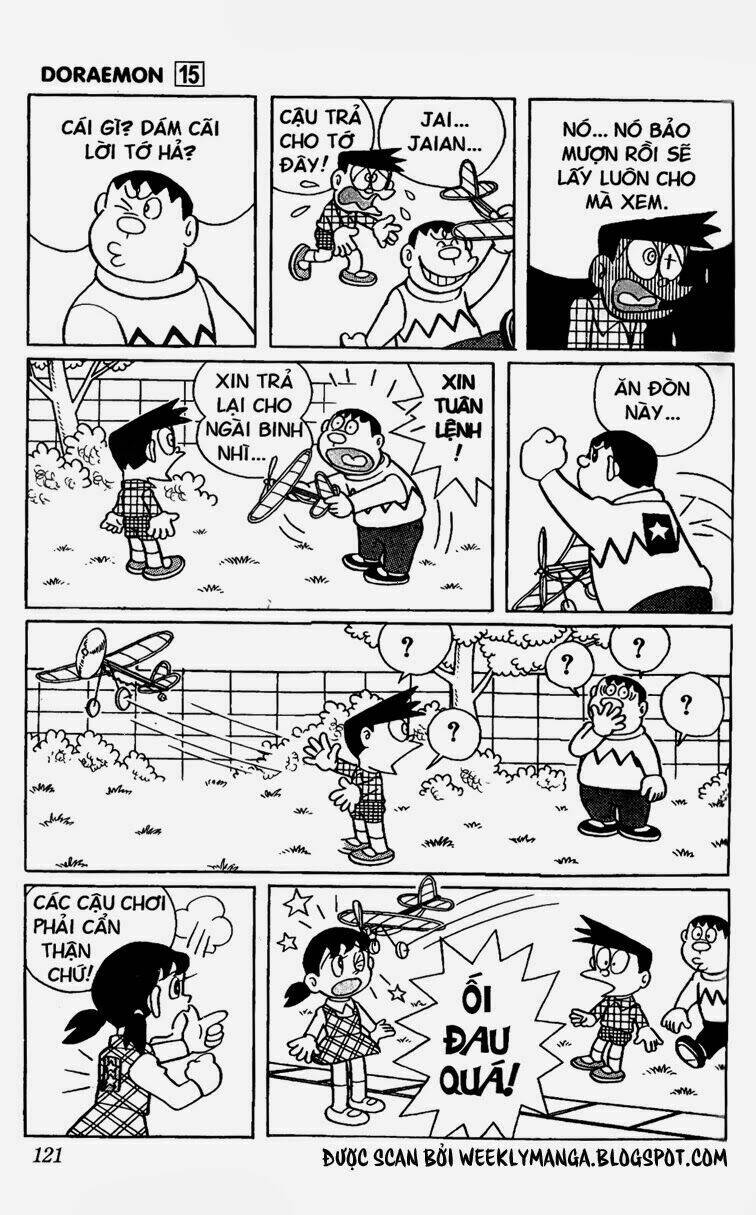 DORAEMON 15
NÓ... NÓ BẢO
MƯỢN RỒI SẼ
LẤY LUÔN CHO
MÀ XEM.
JAI...
JAIAN...
CẬU TRẢ
CHO TỚ
ĐÂY!
CÁI GÌ? DÁM CÃI
LỜI TỚ HẢ?
ĂN ĐÒN
NÀY...
XIN
TUÂN
LỆNH
!
XIN TRẢ
LẠI CHO
NGÀI BINH
NHÌ...
?
?
?
?
?
ỐI
ĐAU
QUÁ!
CÁC CẬU CHƠI
PHẢI CẨN
THẬN
CHỨ!
121
ĐƯỢC SCAN BỞI WEEKLYMANGA.BLOGSPOT.COM